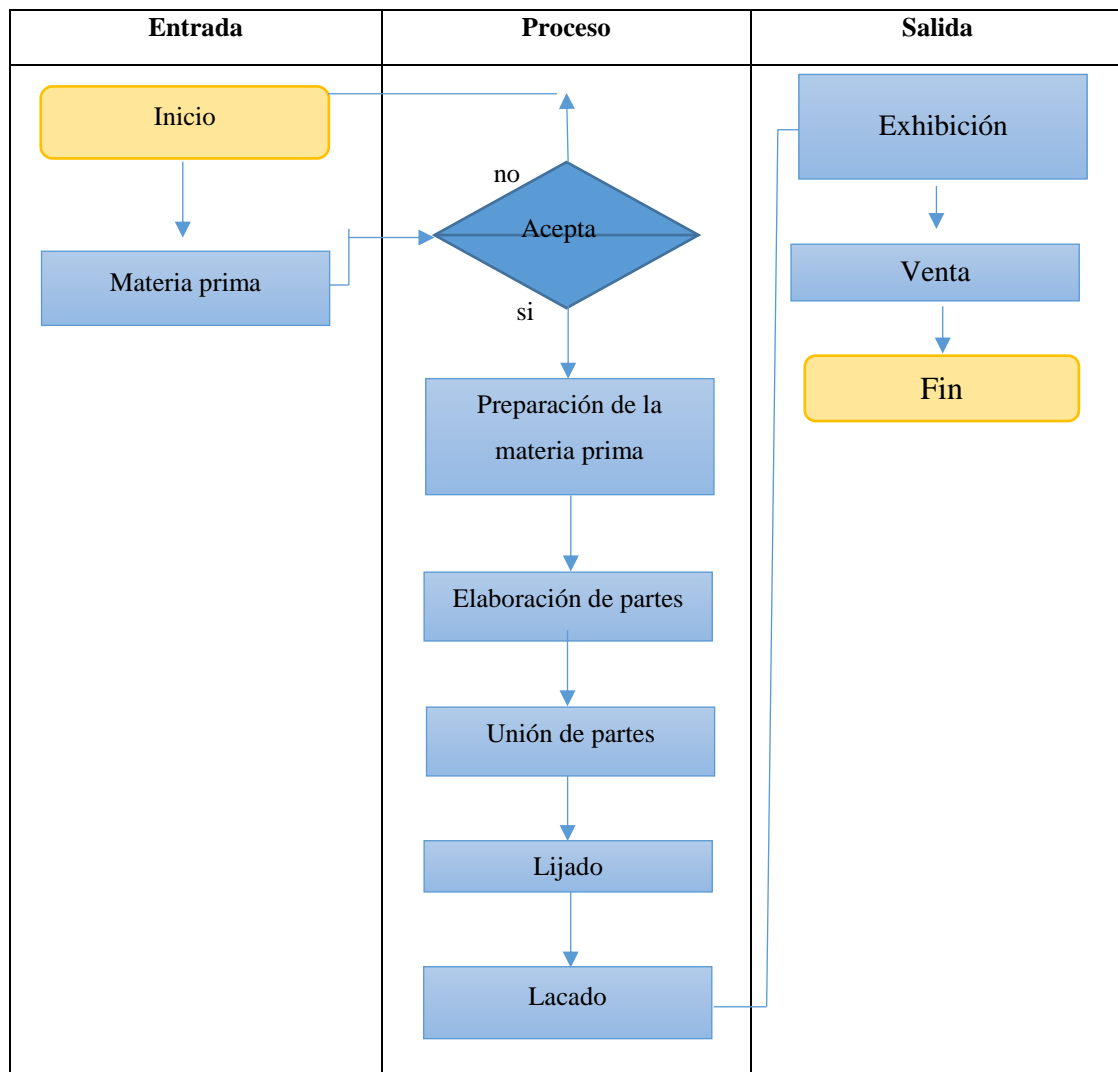 Entrada
Proceso
Salida
Inicio
Materia prima
no
Acepta
si
Preparación de la
materia prima
Elaboración de partes
Unión de partes
Lijado
Lacado
Exhibición
Venta
Fin